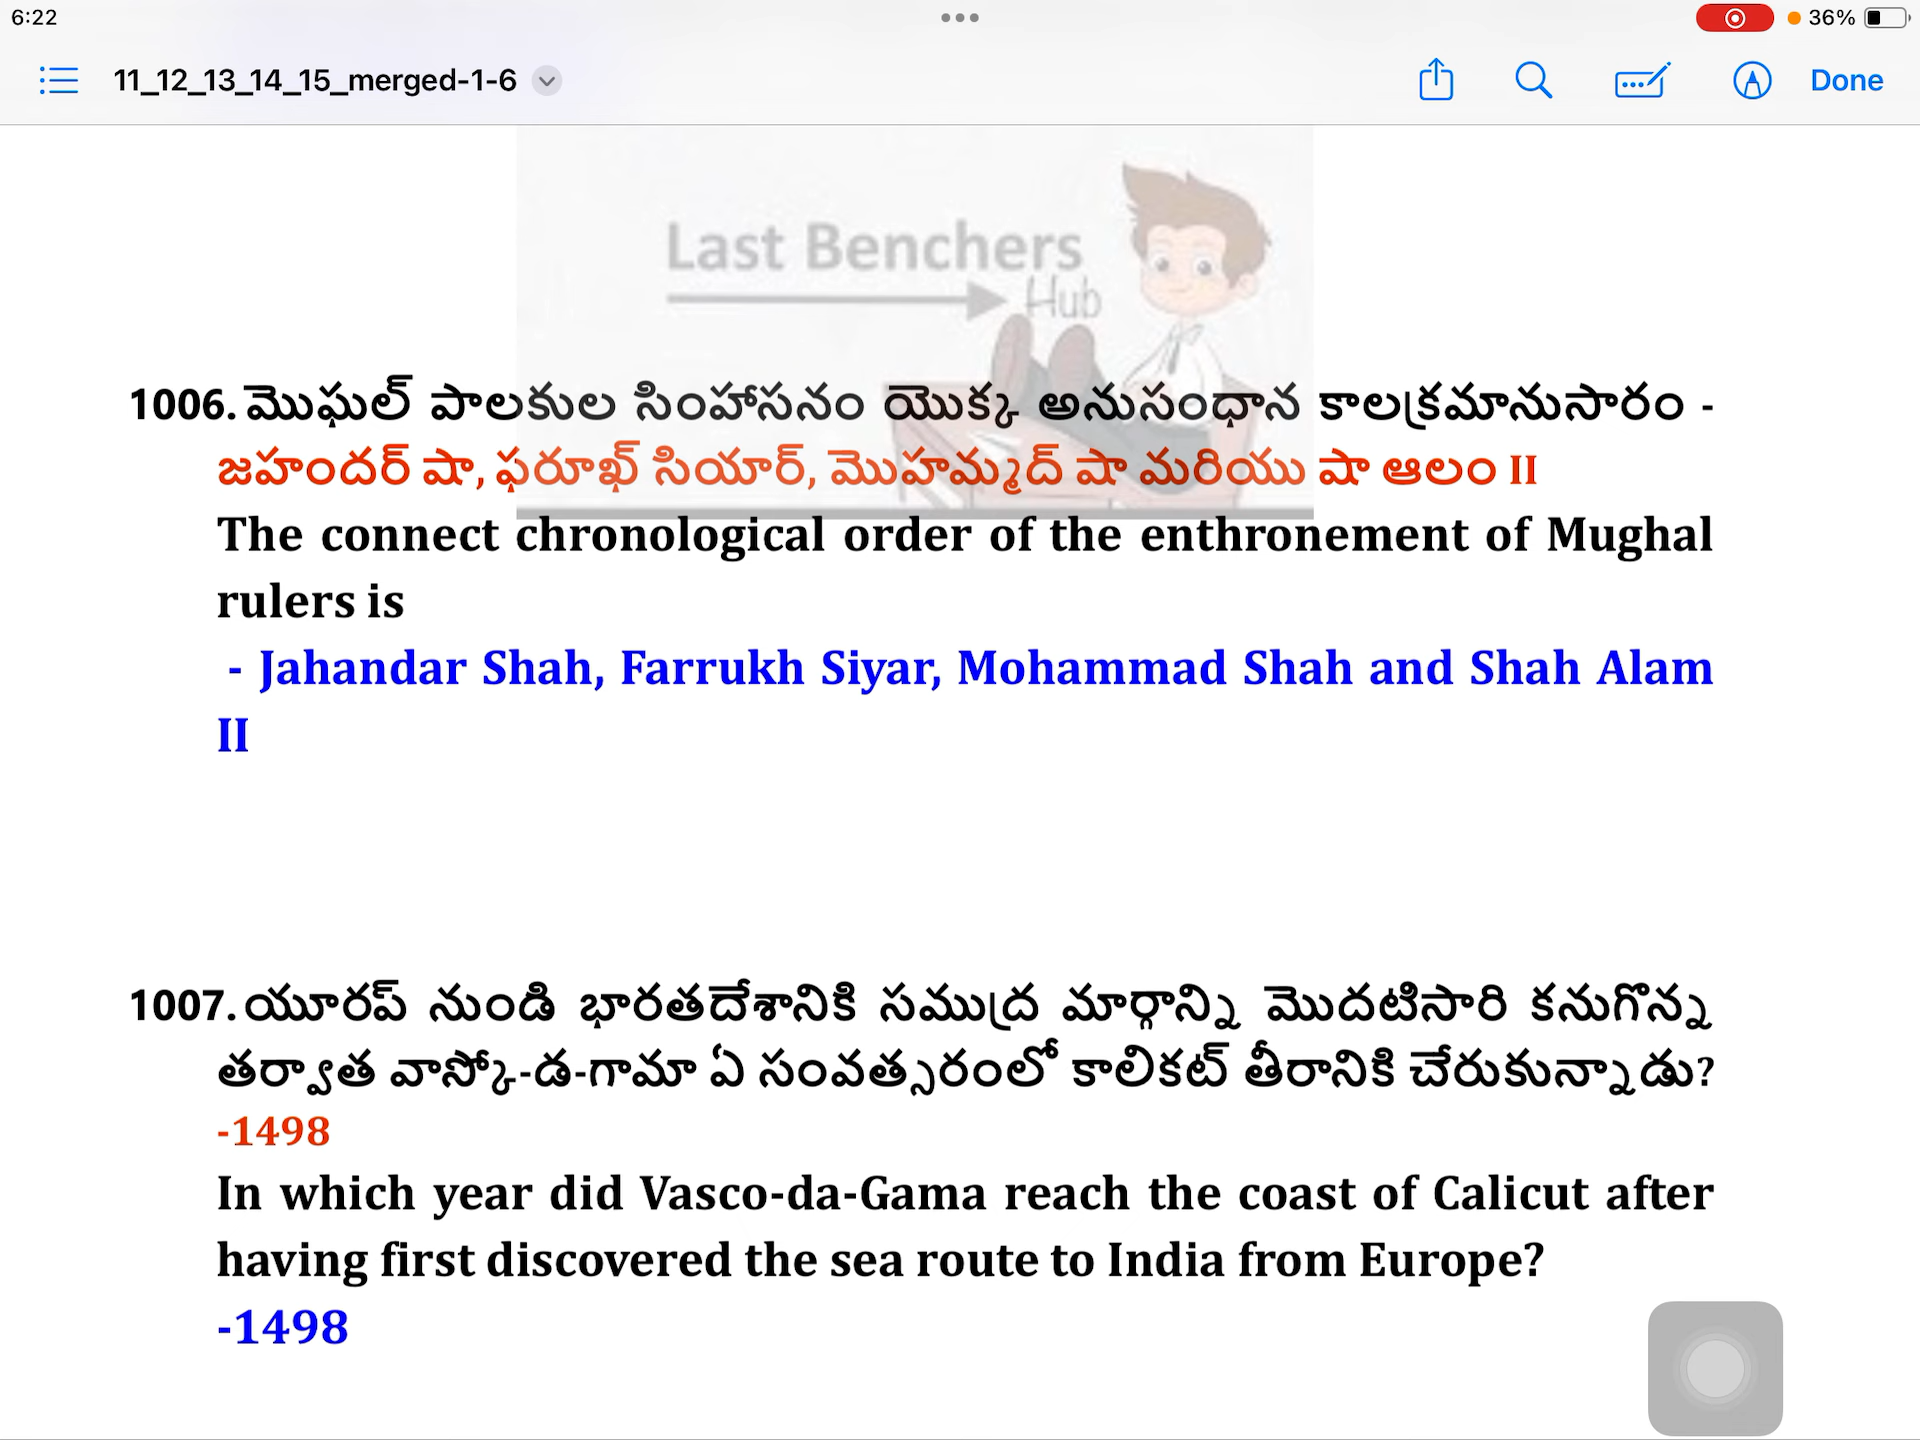 6:22
36%
11_12_13_14_15_merged-1-6
Done
Last Benchers
Hub
1006. మొఘల్ పాలకుల సింహాసనం యొక్క అనుసంధాన కాలక్రమానుసారం -
జహందర్ షా, ఫరూఖ్ సియార్, మొహమ్మద్ షా మరియు షా ఆలం II
The connect chronological order of the enthronement of Mughal
rulers is
- Jahandar Shah, Farrukh Siyar, Mohammad Shah and Shah Alam
II
1007. యూరప్ నుండి భారతదేశానికి సముద్ర మార్గాన్ని మొదటిసారి కనుగొన్న
తర్వాత వాస్కో-డ-గామా ఏ సంవత్సరంలో కాలికట్ తీరానికి చేరుకున్నాడు?
-1498
In which year did Vasco-da-Gama reach the coast of Calicut after
having first discovered the sea route to India from Europe?
-1498